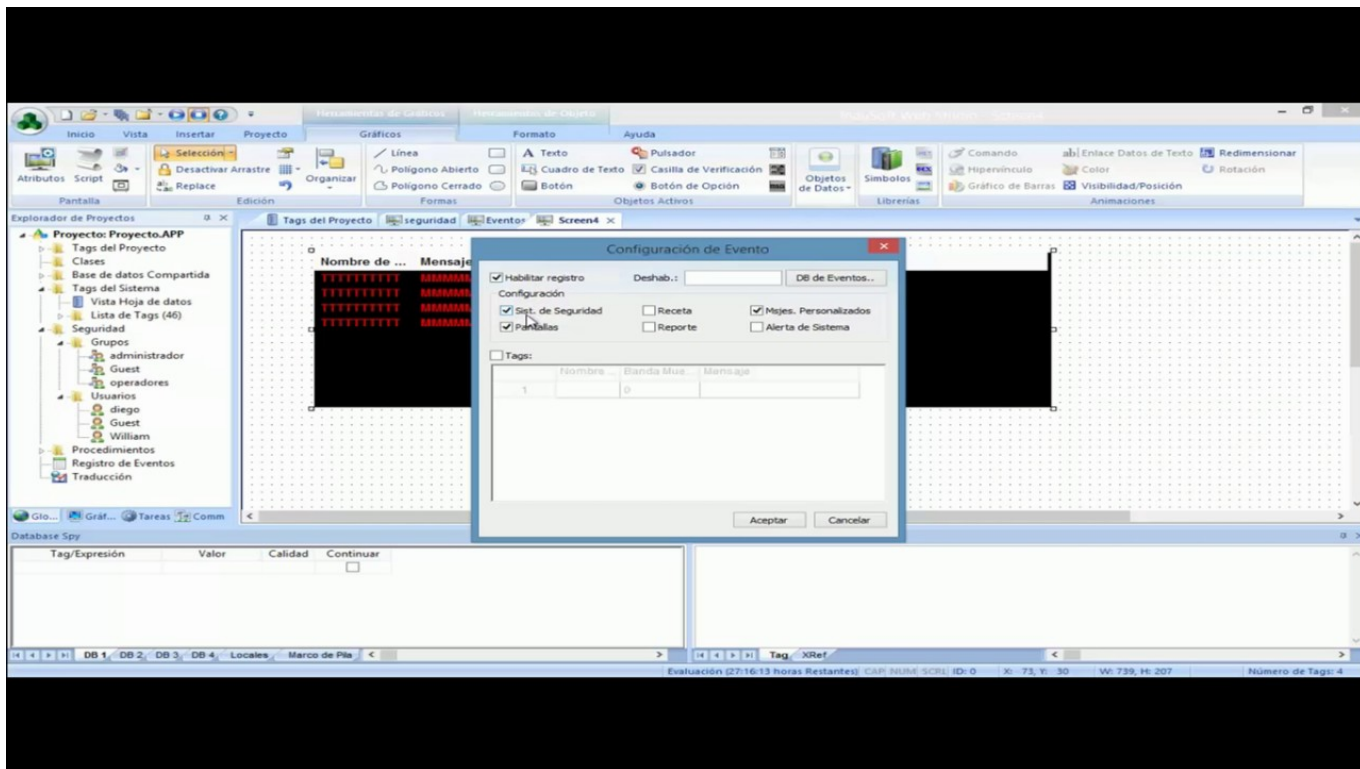 Inicio Vista Insertar Proyecto Gráficos Formato Ayuda
Atributos Script
Selección
Desactivar Arrastre
Replace
Organizar
Línea
Polígono Abierto
Polígono Cerrado
A Texto
Cuadro de Texto
Botón
Pulsador
Casilla de Verificación
Botón de Opción
Objetos de Datos
Símbolos
Comando
Hipervínculo
Gráfico de Barras
Enlace Datos de Texto
Color
Visibilidad/Posición
Redimensionar
Rotación
Pantalla Edición Formas Objetos Activos Librerías Animaciones
Explorador de Proyectos
Tags del Proyecto seguridad Eventos Screen4
Proyecto: Proyecto.APP
Tags del Proyecto
Clases
Base de datos Compartida
Tags del Sistema
Vista Hoja de datos
Lista de Tags (46)
Seguridad
Grupos
administrador
Guest
operadores
Usuarios
diego
Guest
William
Procedimientos
Registro de Eventos
Traducción
Glo... Gráf... Tareas Comm
Nombre de ... Mensaje
TTTTTTTTTT
TTTTTTTTTT
TTTTTTTTTT
TTTTTTTTTT
Configuración de Evento
Habilitar registro Deshab.: DB de Eventos..
Configuración
Sist. de Seguridad Receta Msjes. Personalizados
Pantallas Reporte Alerta de Sistema
Tags:
Nombre ... Banda Mue... Mensaje
1 0
Aceptar Cancelar
Database Spy
Tag/Expresión Valor Calidad Continuar
DB 1 DB 2 DB 3 DB 4 Locales Marco de Pila
Tag XRef
Evaluación (27:16:13 horas Restantes) CAP NUM SCRL ID: 0 X: -73, Y: 30 W: 739, H: 207 Número de Tags: 4